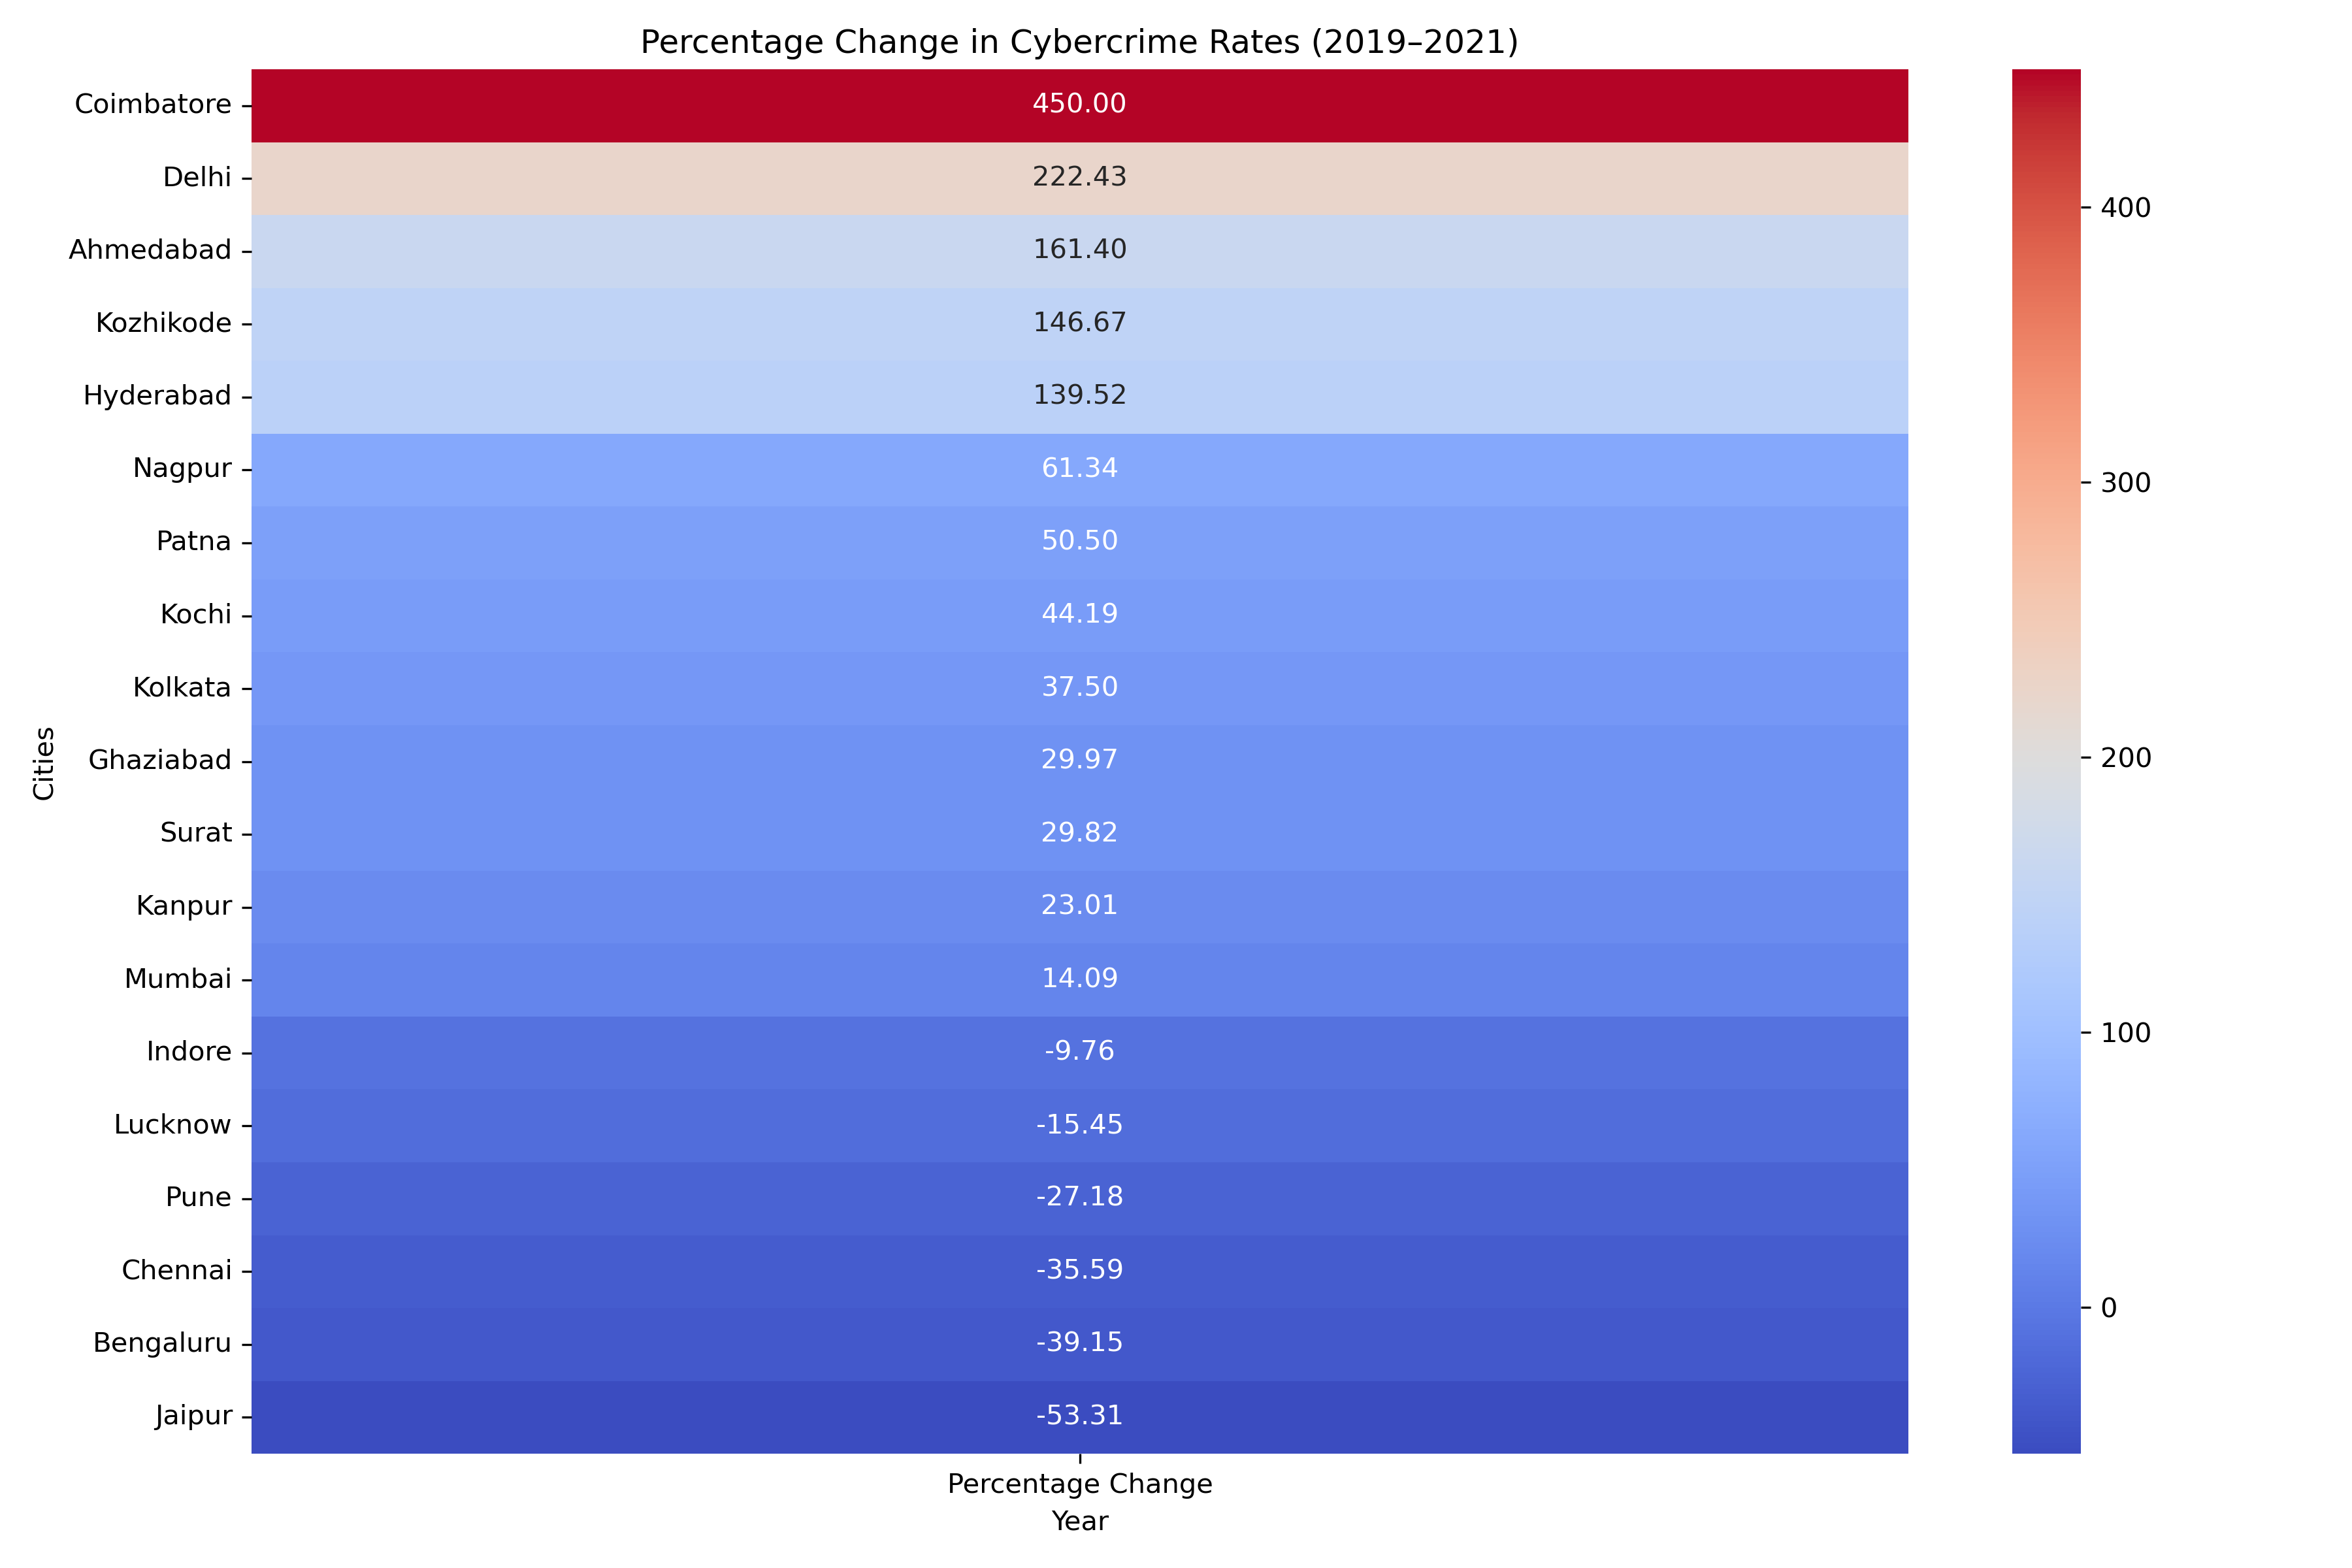 Percentage Change in Cybercrime Rates (2019–2021)
Coimbatore 450.00
Delhi 222.43
Ahmedabad 161.40
Kozhikode 146.67
Hyderabad 139.52
Nagpur 61.34
Patna 50.50
Kochi 44.19
Kolkata 37.50
Ghaziabad 29.97
Surat 29.82
Kanpur 23.01
Mumbai 14.09
Indore -9.76
Lucknow -15.45
Pune -27.18
Chennai -35.59
Bengaluru -39.15
Jaipur -53.31
Cities
Percentage Change
Year
400
300
200
100
0